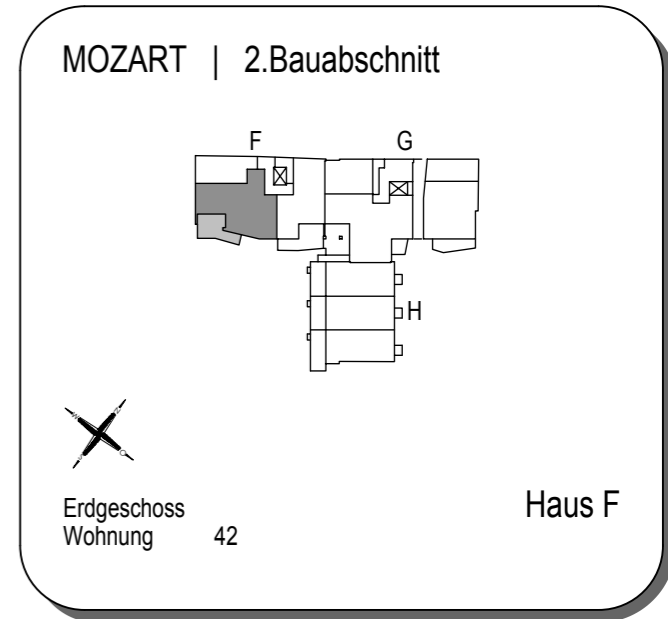 MOZART | 2.Bauabschnitt
F
G
H
W N
S O
Erdgeschoss
Wohnung 42
Haus F